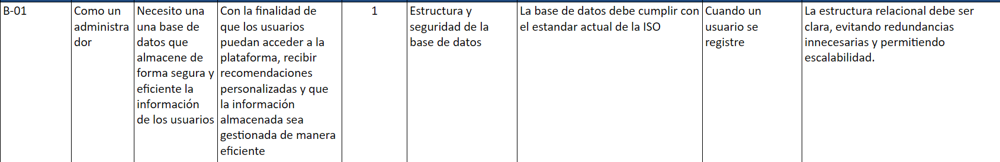 B-01
Como un
administra
dor
Necesito una
una base de
datos que
almacene de
forma segura y
eficiente la
información
de los usuarios
Con la finalidad de
que los usuarios
puedan acceder a la
plataforma, recibir
recomendaciones
personalizadas y que
la información
almacenada sea
gestionada de manera
eficiente
1
Estructura y
seguridad de la
base de datos
La base de datos debe cumplir con
el estandar actual de la ISO
Cuando un
usuario se
registre
La estructura relacional debe ser
clara, evitando redundancias
innecesarias y permitiendo
escalabilidad.